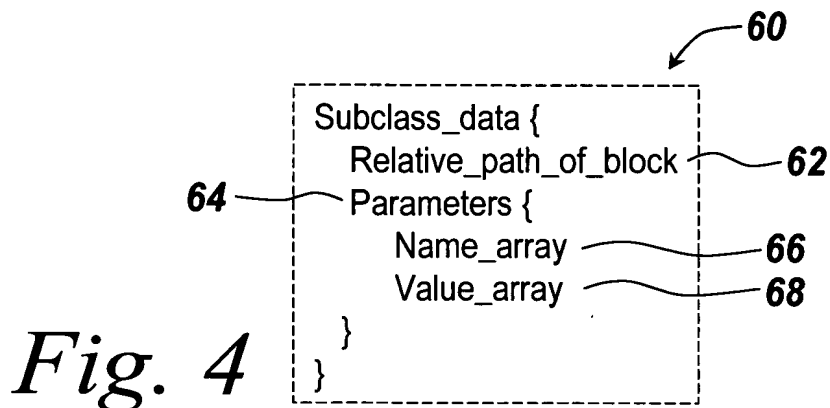 60
Subclass_data {
Relative_path_of_block 62
64 Parameters {
Name_array 66
Value_array 68
}
}
Fig. 4